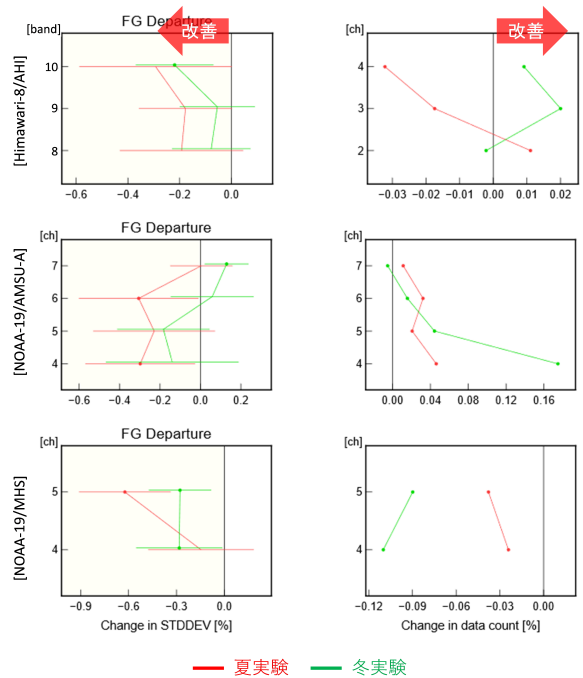 FG Departure
改善
改善
[band]
[ch]
[Himawari-8/AHI]
10
9
8
−0.6 −0.4 −0.2 0.0
4
3
2
−0.03 −0.02 −0.01 0.00 0.01 0.02
FG Departure
[ch]
[ch]
[NOAA-19/AMSU-A]
7
6
5
4
−0.6 −0.4 −0.2 0.0 0.2
7
6
5
4
0.00 0.04 0.08 0.12 0.16
FG Departure
[ch]
[ch]
[NOAA-19/MHS]
5
4
−0.9 −0.6 −0.3 0.0
Change in STDDEV [%]
5
4
−0.12 −0.09 −0.06 −0.03 0.00
Change in data count [%]
夏実験 冬実験